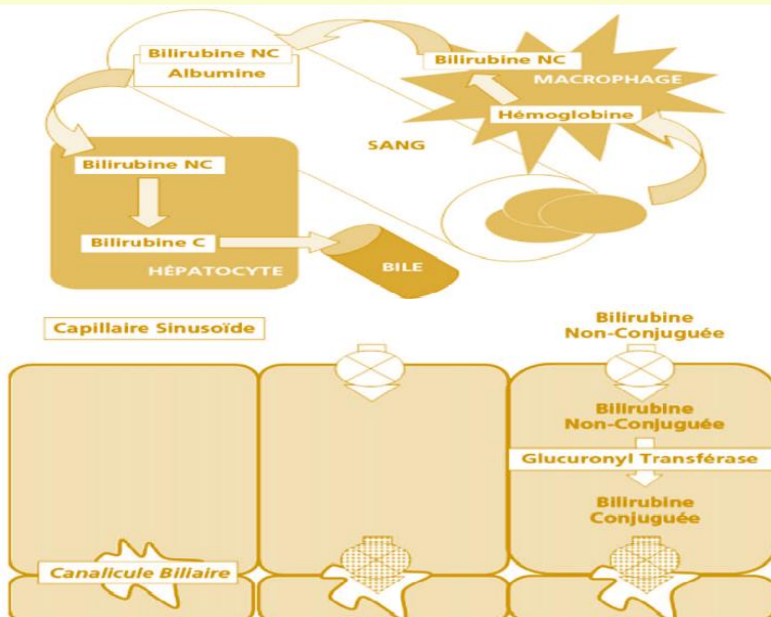 Bilirubine NC
Albumine
Bilirubine NC
MACROPHAGE
Hémoglobine
SANG
Bilirubine NC
Bilirubine C
HÉPATOCYTE
BILE
Capillaire Sinusoïde
Bilirubine
Non-Conjuguée
Bilirubine
Non-Conjuguée
Glucuronyl Transférase
Bilirubine
Conjuguée
Canalicule Biliaire